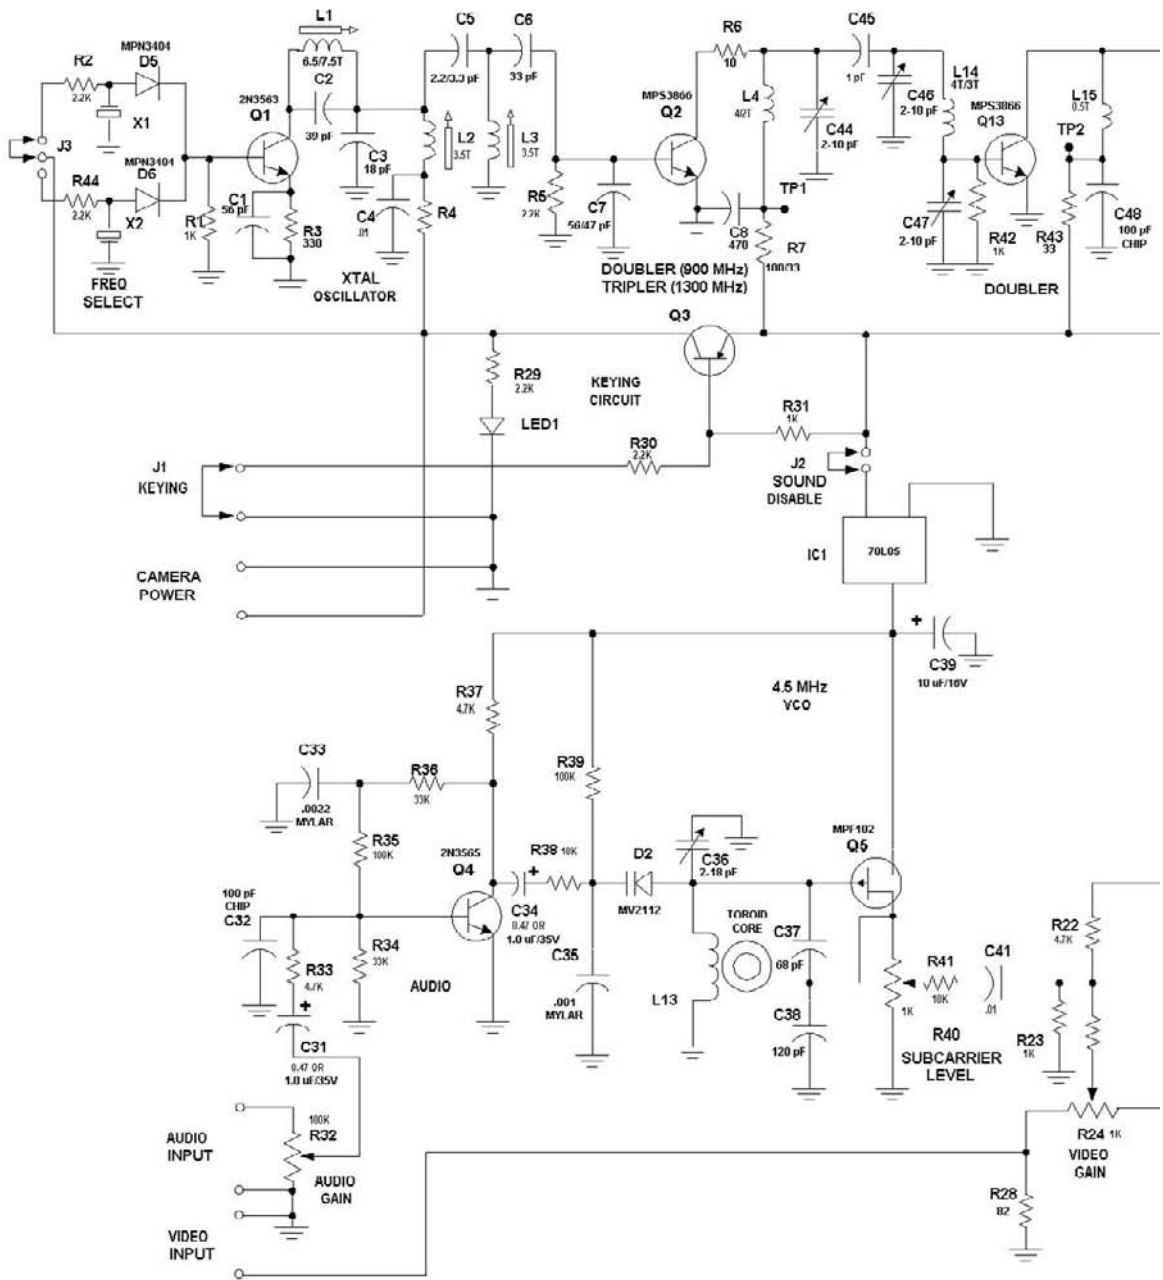 L1
6.5/7.5T
C5
2.2/3.3 pF
C6
33 pF
R6
10
C45
1 pF
MPN3404
D5
R2
2.2K
X1
2N3563
Q1
C2
39 pF
C3
18 pF
L2
3.5T
L3
3.5T
MPS3866
Q2
L4
4/2T
C44
2-10 pF
C46
2-10 pF
L14
4T/3T
MPS3866
Q13
L15
0.5T
TP2
J3
MPN3404
D6
R44
2.2K
X2
R1
1K
C1
56 pF
R3
330
C4
.01
R4
R5
2.2K
C7
56/47 pF
C8
470
TP1
R7
100/33
C47
2-10 pF
R42
1K
R43
33
C48
100 pF
CHIP
FREQ
SELECT
XTAL
OSCILLATOR
DOUBLER (900 MHz)
TRIPLER (1300 MHz)
DOUBLER
Q3
R29
2.2K
KEYING
CIRCUIT
LED1
R31
1K
R30
2.2K
J1
KEYING
J2
SOUND
DISABLE
IC1
70L05
CAMERA
POWER
+
C39
10 uF/16V
R37
4.7K
4.5 MHz
VCO
C33
.0022
MYLAR
R36
33K
R39
100K
R35
100K
2N3565
Q4
R38 10K
+
C34
0.47 OR
1.0 uF/35V
D2
MV2112
C36
2-18 pF
MPF102
Q5
100 pF
CHIP
C32
R33
4.7K
R34
33K
AUDIO
C35
.001
MYLAR
TOROID
CORE
L13
C37
68 pF
C38
120 pF
R41
10K
C41
.01
1K
R40
SUBCARRIER
LEVEL
R22
4.7K
R23
1K
+
C31
0.47 OR
1.0 uF/35V
100K
R32
AUDIO
INPUT
AUDIO
GAIN
R24 1K
VIDEO
GAIN
R28
82
VIDEO
INPUT